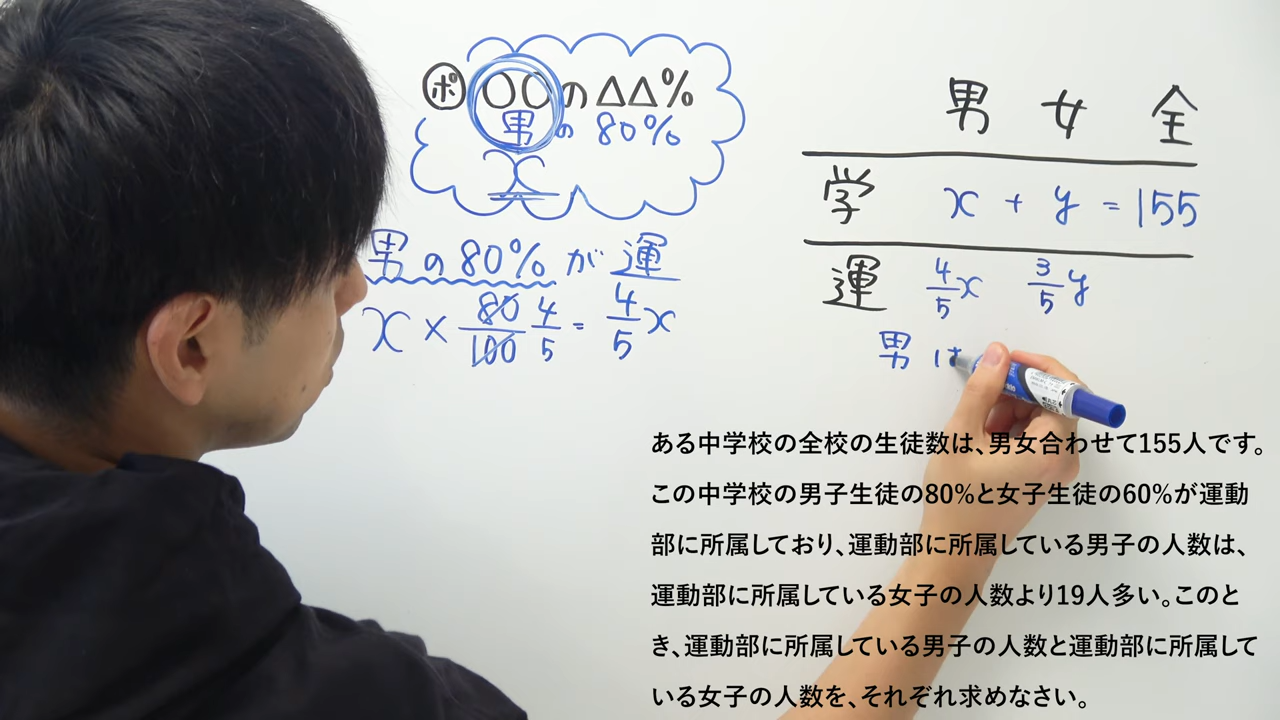 ポ 〇〇の△△%
男の80%
x
男の80%が運
x × 80/100 4/5 = 4/5 x
男 女 全
学 x + y = 155
運 4/5 x 3/5 y
男は
ある中学校の全校の生徒数は、男女合わせて155人です。
この中学校の男子生徒の80%と女子生徒の60%が運動
部に所属しており、運動部に所属している男子の人数は、
運動部に所属している女子の人数より19人多い。このと
き、運動部に所属している男子の人数と運動部に所属して
いる女子の人数を、それぞれ求めなさい。